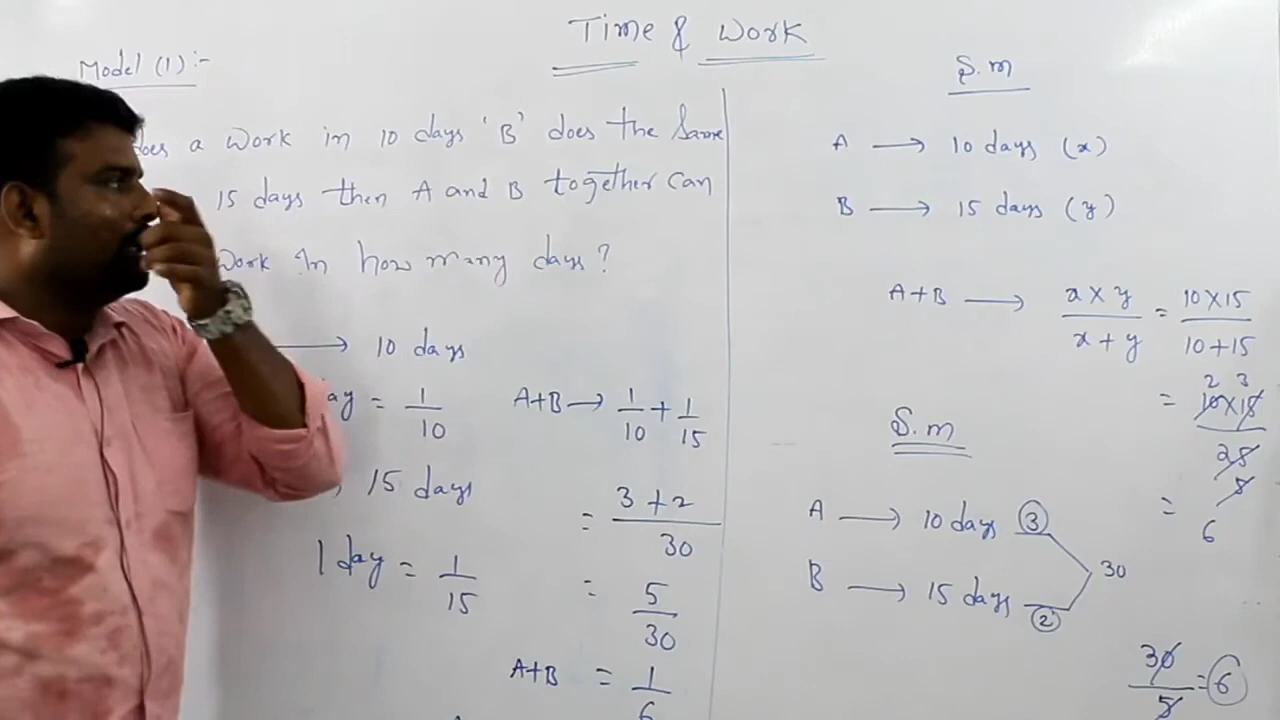 Time & Work
Model (1) :-
does a Work in 10 days 'B' does the Same
15 days then A and B together Can
Work In how many days?
→ 10 days
ay = 1/10
15 days
1 day = 1/15
A+B → 1/10 + 1/15
= 3+2/30
= 5/30
A+B = 1/6
S.m
A → 10 days (x)
B → 15 days (y)
A+B → x×y/x+y = 10×15/10+15
2 3
= 10×15/25
5
= 6
S.m
A → 10 days 3
B → 15 days 2
30
30/5 = 6